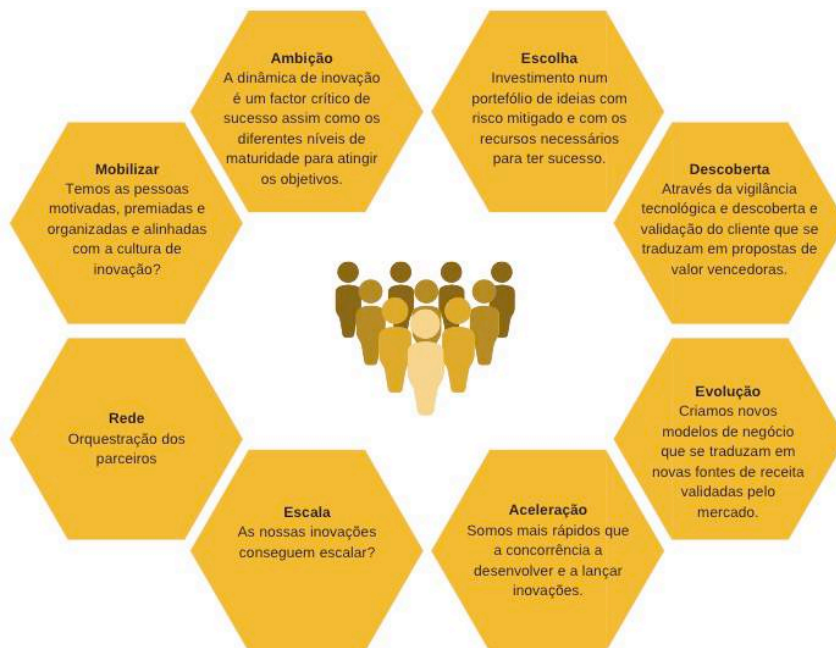 Ambição
A dinâmica de inovação
é um factor crítico de
sucesso assim como os
diferentes níveis de
maturidade para atingir
os objetivos.
Escolha
Investimento num
portefólio de ideias com
risco mitigado e com os
recursos necessários
para ter sucesso.
Descoberta
Através da vigilância
tecnológica e descoberta e
validação do cliente que se
traduzam em propostas de
valor vencedoras.
Evolução
Criamos novos
modelos de negócio
que se traduzam em
novas fontes de receita
validadas pelo
mercado.
Aceleração
Somos mais rápidos que
a concorrência a
desenvolver e a lançar
inovações.
Escala
As nossas inovações
conseguem escalar?
Rede
Orquestração dos
parceiros
Mobilizar
Temos as pessoas
motivadas, premiadas e
organizadas e alinhadas
com a cultura de
inovação?